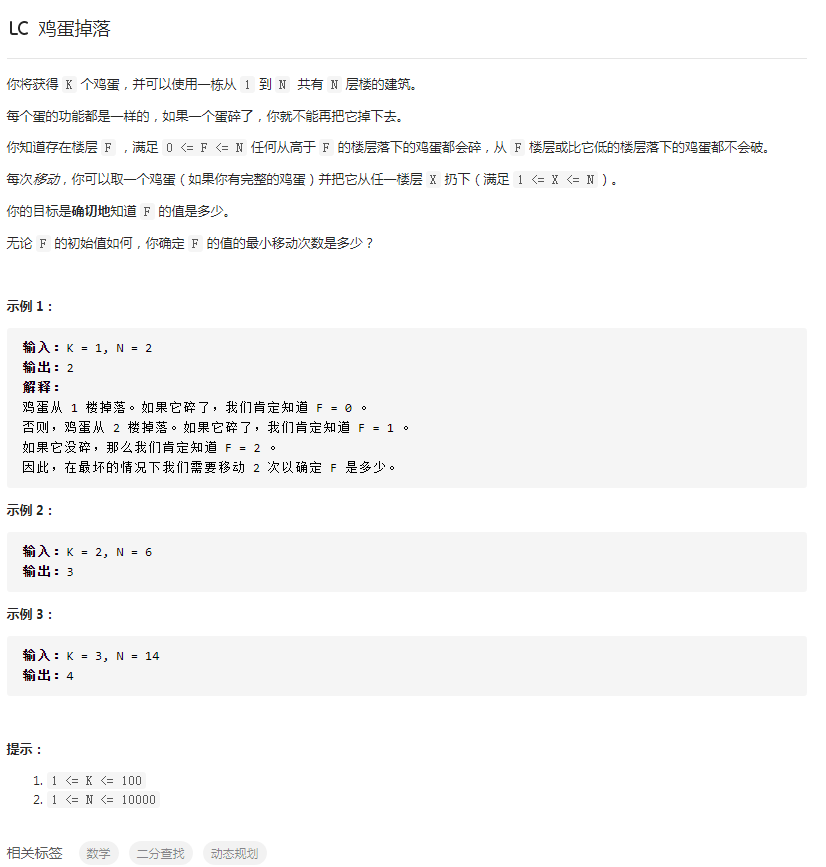 LC 鸡蛋掉落
你将获得 K 个鸡蛋，并可以使用一栋从 1 到 N 共有 N 层楼的建筑。
每个蛋的功能都是一样的，如果一个蛋碎了，你就不能再把它掉下去。
你知道存在楼层 F ，满足 0 <= F <= N 任何从高于 F 的楼层落下的鸡蛋都会碎，从 F 楼层或比它低的楼层落下的鸡蛋都不会破。
每次移动，你可以取一个鸡蛋（如果你有完整的鸡蛋）并把它从任一楼层 X 扔下（满足 1 <= X <= N ）。
你的目标是确切地知道 F 的值是多少。
无论 F 的初始值如何，你确定 F 的值的最小移动次数是多少？
示例 1：
输入：K = 1, N = 2
输出：2
解释：
鸡蛋从 1 楼掉落。如果它碎了，我们肯定知道 F = 0 。
否则，鸡蛋从 2 楼掉落。如果它碎了，我们肯定知道 F = 1 。
如果它没碎，那么我们肯定知道 F = 2 。
因此，在最坏的情况下我们需要移动 2 次以确定 F 是多少。
示例 2：
输入：K = 2, N = 6
输出：3
示例 3：
输入：K = 3, N = 14
输出：4
提示：
1. 1 <= K <= 100
2. 1 <= N <= 10000
相关标签 数学 二分查找 动态规划